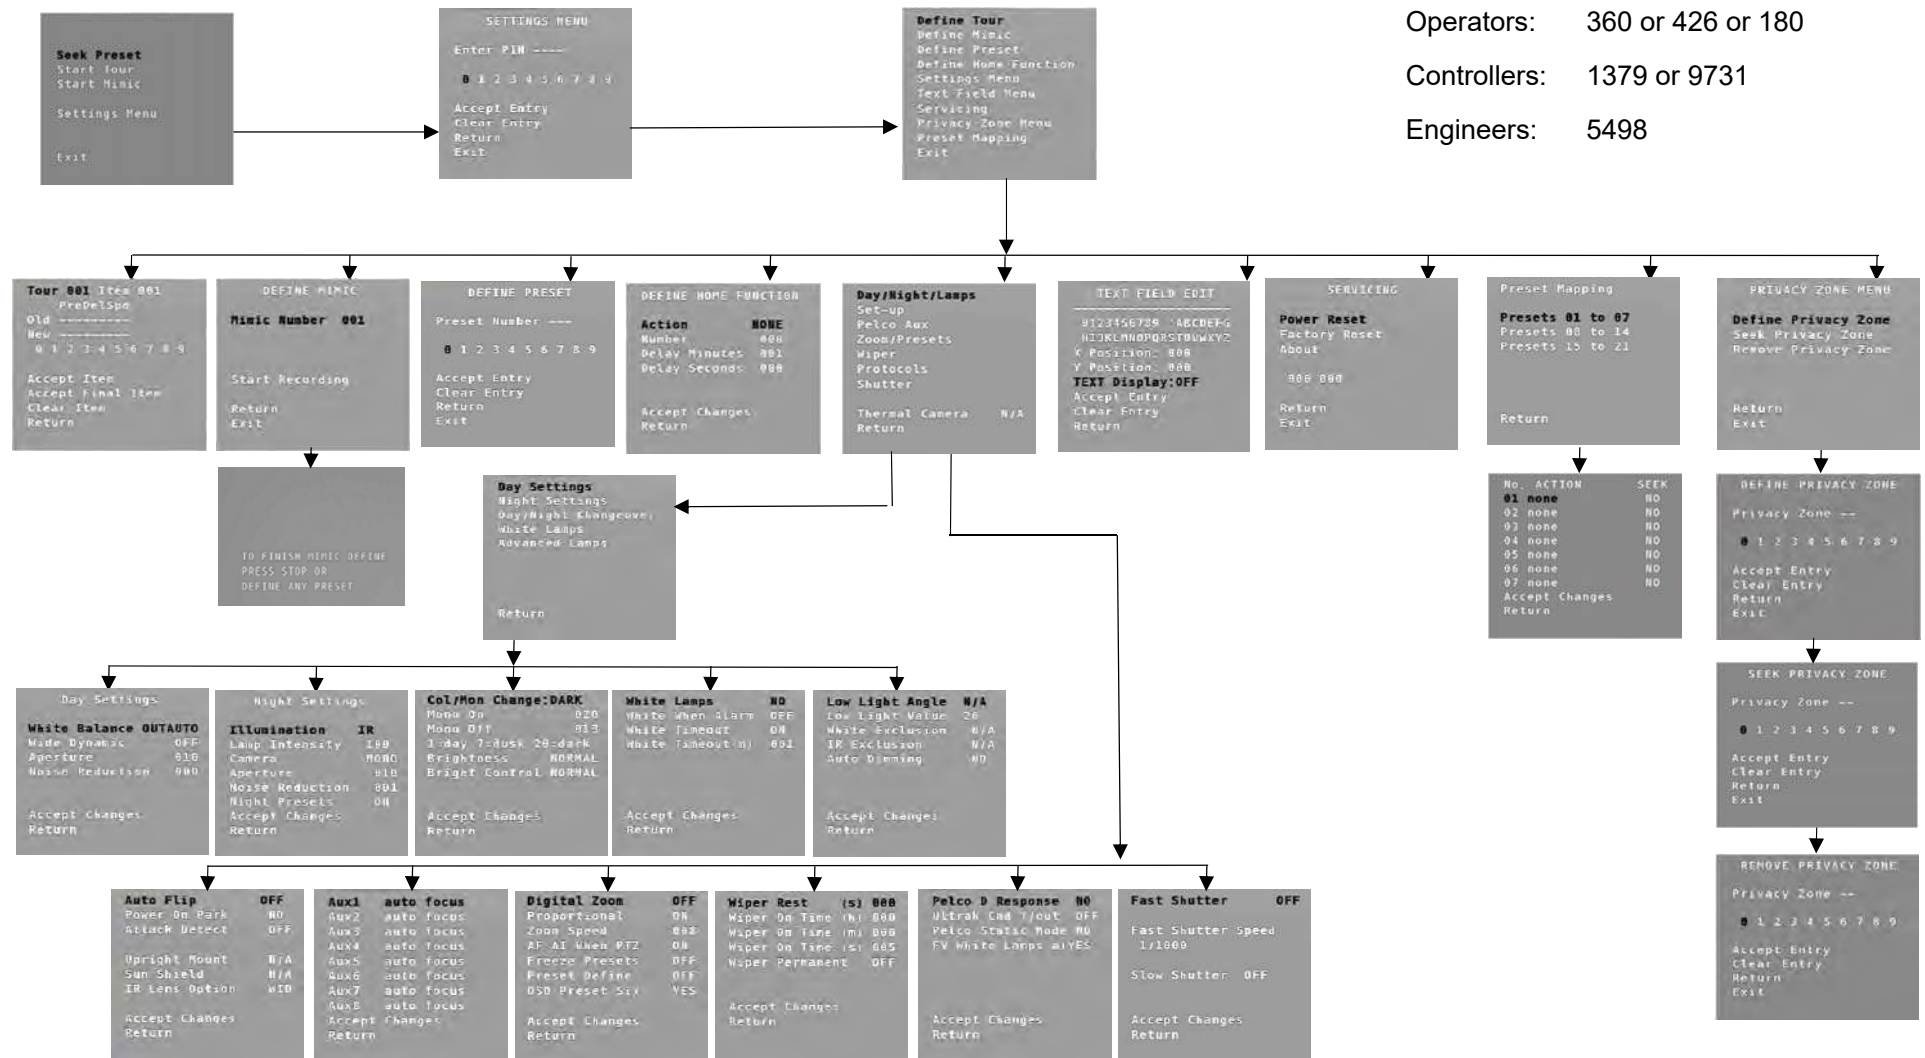 Seek Preset
Start Tour
Start Mimic
Settings Menu
Exit
SETTINGS MENU
Enter PIN ----
0 1 2 3 4 5 6 7 8 9
Accept Entry
Clear Entry
Return
Exit
Define Tour
Define Mimic
Define Preset
Define Home Function
Settings Menu
Text Field Menu
Servicing
Privacy Zone Menu
Preset Mapping
Exit
Operators: 360 or 426 or 180
Controllers: 1379 or 9731
Engineers: 5498
Tour 001 Item 001
PreDelSpo
Old ---------
New ---------
0 1 2 3 4 5 6 7 8 9
Accept Item
Accept Final Item
Clear Item
Return
DEFINE MIMIC
Mimic Number 001
Start Recording
Return
Exit
DEFINE PRESET
Preset Number ---
0 1 2 3 4 5 6 7 8 9
Accept Entry
Clear Entry
Return
Exit
DEFINE HOME FUNCTION
Action NONE
Number 000
Delay Minutes 001
Delay Seconds 000
Accept Changes
Return
Day/Night/Lamps
Set-up
Pelco Aux
Zoom/Presets
Wiper
Protocols
Shutter
Thermal Camera N/A
Return
TEXT FIELD EDIT
0123456789 :ABCDEFG
HIJKLMNOPQRSTUVWXYZ
X Position: 000
Y Position: 000
TEXT Display:OFF
Accept Entry
Clear Entry
Return
SERVICING
Power Reset
Factory Reset
About
000 000
Return
Exit
Preset Mapping
Presets 01 to 07
Presets 08 to 14
Presets 15 to 21
Return
PRIVACY ZONE MENU
Define Privacy Zone
Seek Privacy Zone
Remove Privacy Zone
Return
Exit
TO FINISH MIMIC DEFINE
PRESS STOP OR
DEFINE ANY PRESET
Day Settings
Night Settings
Day/Night Changeover
White Lamps
Advanced Lamps
Return
No. ACTION SEEK
01 none NO
02 none NO
03 none NO
04 none NO
05 none NO
06 none NO
07 none NO
Accept Changes
Return
DEFINE PRIVACY ZONE
Privacy Zone --
0 1 2 3 4 5 6 7 8 9
Accept Entry
Clear Entry
Return
Exit
SEEK PRIVACY ZONE
Privacy Zone --
0 1 2 3 4 5 6 7 8 9
Accept Entry
Clear Entry
Return
Exit
Day Settings
White Balance OUTAUTO
Wide Dynamic OFF
Aperture 010
Noise Reduction 000
Accept Changes
Return
Night Settings
Illumination IR
Lamp Intensity 100
Camera MONO
Aperture 010
Noise Reduction 001
Night Presets ON
Accept Changes
Return
Col/Mon Change:DARK
Mono On 020
Mono Off 013
1=day 7=dusk 20=dark
Brightness NORMAL
Bright Control NORMAL
Accept Changes
Return
White Lamps NO
White When Alarm OFF
White Timeout ON
White Timeout(m) 001
Accept Changes
Return
Low Light Angle N/A
Low Light Value 26
White Exclusion N/A
IR Exclusion N/A
Auto Dimming NO
Accept Changes
Return
REMOVE PRIVACY ZONE
Privacy Zone --
0 1 2 3 4 5 6 7 8 9
Accept Entry
Clear Entry
Return
Exit
Auto Flip OFF
Power On Park NO
Attack Detect OFF
Upright Mount N/A
Sun Shield N/A
IR Lens Option WID
Accept Changes
Return
Aux1 auto focus
Aux2 auto focus
Aux3 auto focus
Aux4 auto focus
Aux5 auto focus
Aux6 auto focus
Aux7 auto focus
Aux8 auto focus
Accept Changes
Return
Digital Zoom OFF
Proportional ON
Zoom Speed 008
AF AI When PTZ ON
Freeze Presets OFF
Preset Define OFF
OSD Preset Six YES
Accept Changes
Return
Wiper Rest (s) 000
Wiper On Time (h) 000
Wiper On Time (m) 000
Wiper On Time (s) 005
Wiper Permanent OFF
Accept Changes
Return
Pelco D Response NO
Ultrak Cmd T/out OFF
Pelco Static Mode NO
FV White Lamps a:YES
Accept Changes
Return
Fast Shutter OFF
Fast Shutter Speed
1/1000
Slow Shutter OFF
Accept Changes
Return